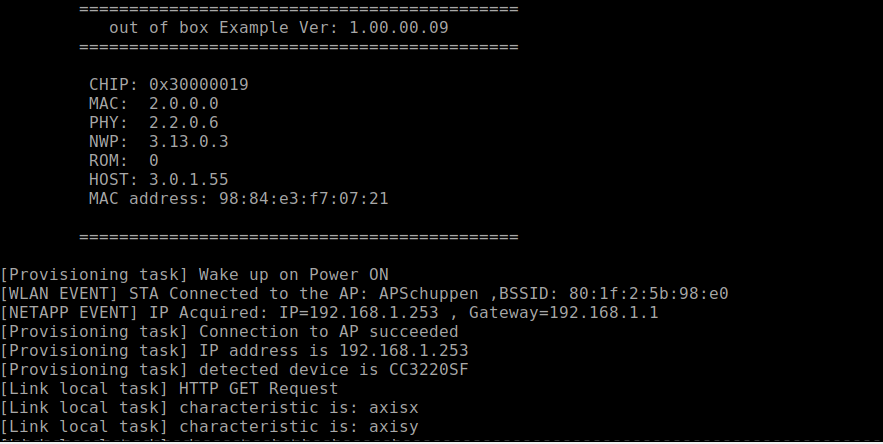 ============================================
out of box Example Ver: 1.00.00.09
============================================
CHIP: 0x30000019
MAC:  2.0.0.0
PHY:  2.2.0.6
NWP:  3.13.0.3
ROM:  0
HOST: 3.0.1.55
MAC address: 98:84:e3:f7:07:21
============================================
[Provisioning task] Wake up on Power ON
[WLAN EVENT] STA Connected to the AP: APSchuppen ,BSSID: 80:1f:2:5b:98:e0
[NETAPP EVENT] IP Acquired: IP=192.168.1.253 , Gateway=192.168.1.1
[Provisioning task] Connection to AP succeeded
[Provisioning task] IP address is 192.168.1.253
[Provisioning task] detected device is CC3220SF
[Link local task] HTTP GET Request
[Link local task] characteristic is: axisx
[Link local task] characteristic is: axisy